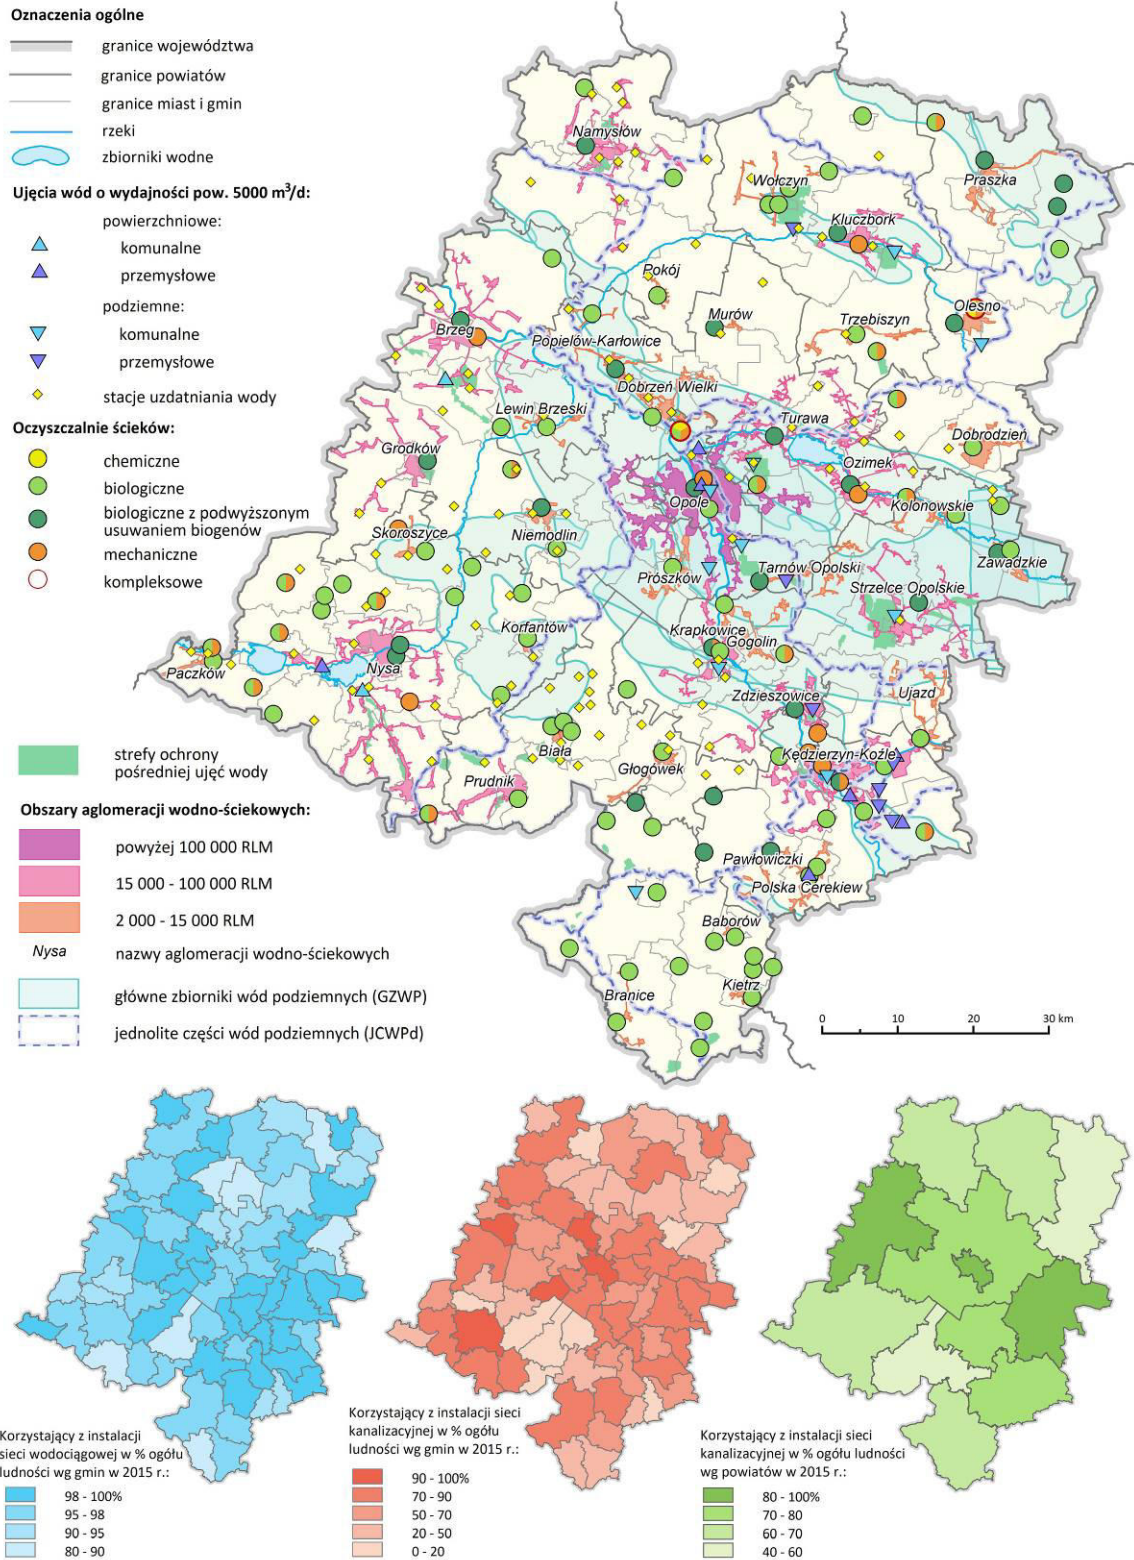 Oznaczenia ogólne
granice województwa
granice powiatów
granice miast i gmin
rzeki
zbiorniki wodne
Ujęcia wód o wydajności pow. 5000 m³/d:
powierzchniowe:
komunalne
przemysłowe
podziemne:
komunalne
przemysłowe
stacje uzdatniania wody
Oczyszczalnie ścieków:
chemiczne
biologiczne
biologiczne z podwyższonym
usuwaniem biogenów
mechaniczne
kompleksowe
strefy ochrony
pośredniej ujęć wody
Obszary aglomeracji wodno-ściekowych:
powyżej 100 000 RLM
15 000 - 100 000 RLM
2 000 - 15 000 RLM
Nysa
nazwy aglomeracji wodno-ściekowych
główne zbiorniki wód podziemnych (GZWP)
jednolite części wód podziemnych (JCWPd)
Namysłów
Wołczyn
Praszka
Kluczbork
Pokój
Olesno
Murów
Trzebiszyn
Brzeg
Popielów-Karłowice
Dobrzeń Wielki
Lewin Brzeski
Turawa
Dobrodzień
Grodków
Ozimek
Opole
Kolonowskie
Skoroszyce
Niemodlin
Zawadzkie
Prószków
Tarnów Opolski
Strzelce Opolskie
Korfantów
Krapkowice
Gogolin
Paczków
Nysa
Zdzieszowice
Ujazd
Biała
Kędzierzyn-Koźle
Głogówek
Prudnik
Pawłowiczki
Polska Cerekiew
Baborów
Kietrz
Branice
0 10 20 30 km
Korzystający z instalacji
sieci wodociągowej w % ogółu
ludności wg gmin w 2015 r.:
98 - 100%
95 - 98
90 - 95
80 - 90
Korzystający z instalacji sieci
kanalizacyjnej w % ogółu
ludności wg gmin w 2015 r.:
90 - 100%
70 - 90
50 - 70
20 - 50
0 - 20
Korzystający z instalacji sieci
kanalizacyjnej w % ogółu ludności
wg powiatów w 2015 r.:
80 - 100%
70 - 80
60 - 70
40 - 60